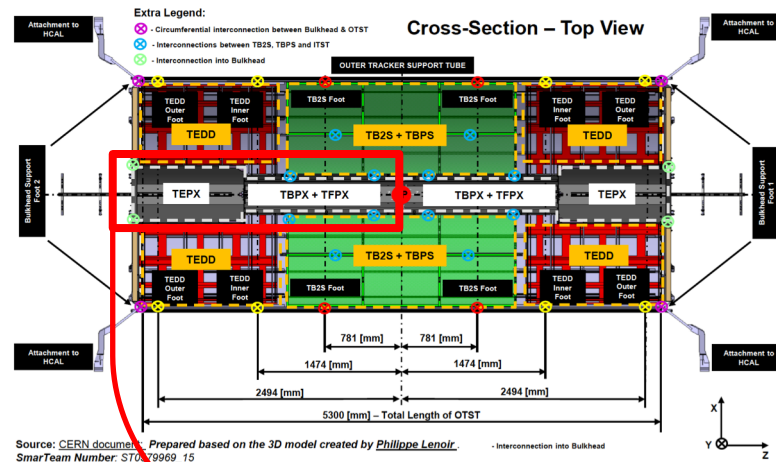 Extra Legend:
- Circumferential interconnection between Bulkhead & OTST
- Interconnections between TB2S, TBPS and ITST
- Interconnection into Bulkhead
Cross-Section – Top View
Attachment to HCAL
Attachment to HCAL
OUTER TRACKER SUPPORT TUBE
TEDD Outer Foot
TEDD Inner Foot
TB2S Foot
TB2S Foot
TEDD Inner Foot
TEDD Outer Foot
TEDD
TB2S + TBPS
TEDD
Bulkhead Support Foot 2
TEPX
TBPX + TFPX
TBPX + TFPX
TEPX
Bulkhead Support Foot 1
TEDD
TB2S + TBPS
TEDD
TEDD Outer Foot
TEDD Inner Foot
TB2S Foot
TB2S Foot
TEDD Inner Foot
TEDD Outer Foot
781 [mm]
781 [mm]
Attachment to HCAL
Attachment to HCAL
1474 [mm]
1474 [mm]
2494 [mm]
2494 [mm]
5300 [mm] – Total Length of OTST
X
Y
Z
Source: CERN document; Prepared based on the 3D model created by Philippe Lenoir .
- Interconnection into Bulkhead
SmarTeam Number: 15